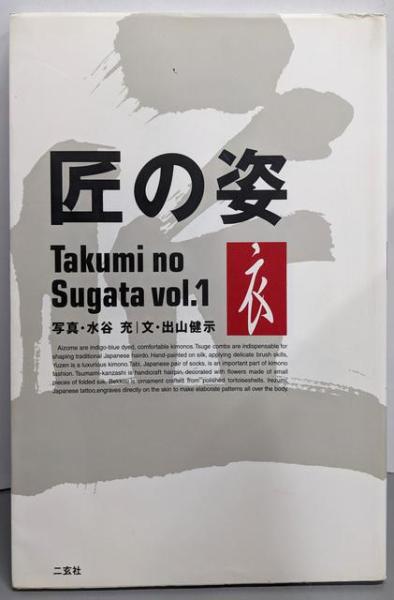 匠の姿
Takumi no
Sugata vol.1
衣
写真・水谷 充|文・出山健示
Aizome are indigo-blue dyed, comfortable kimonos. Tsuge combs are indispensable for
shaping traditional Japanese hairdo. Hand-painted on silk, applying delicate brush skills,
Yuzen is a luxurious kimono. Tabi, Japanese pair of socks, is an important part of kimono
fashion. Tsumami-kanzashi is handicraft hairpin decorated with flowers made of small
pieces of folded silk. Bekkou is ornament crafted from polished tortoiseshells. Irezumi,
Japanese tattoo,engraves directly on the skin to make elaborate patterns all over the body.
二玄社